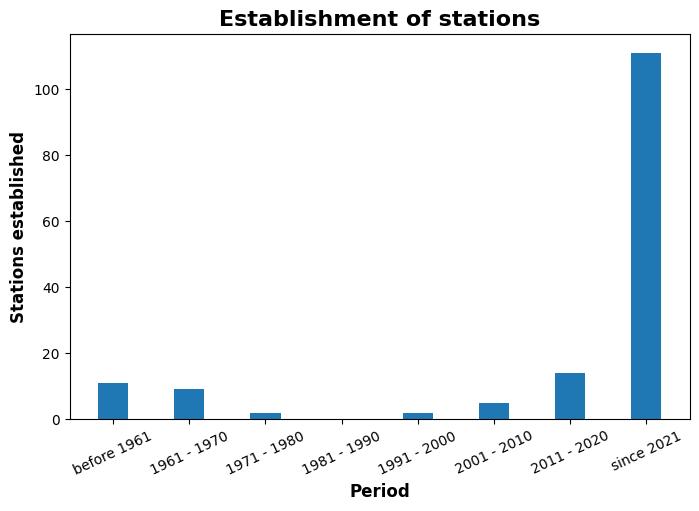 Establishment of stations
Stations established
100
80
60
40
20
0
before 1961
1961 - 1970
1971 - 1980
1981 - 1990
1991 - 2000
2001 - 2010
2011 - 2020
since 2021
Period